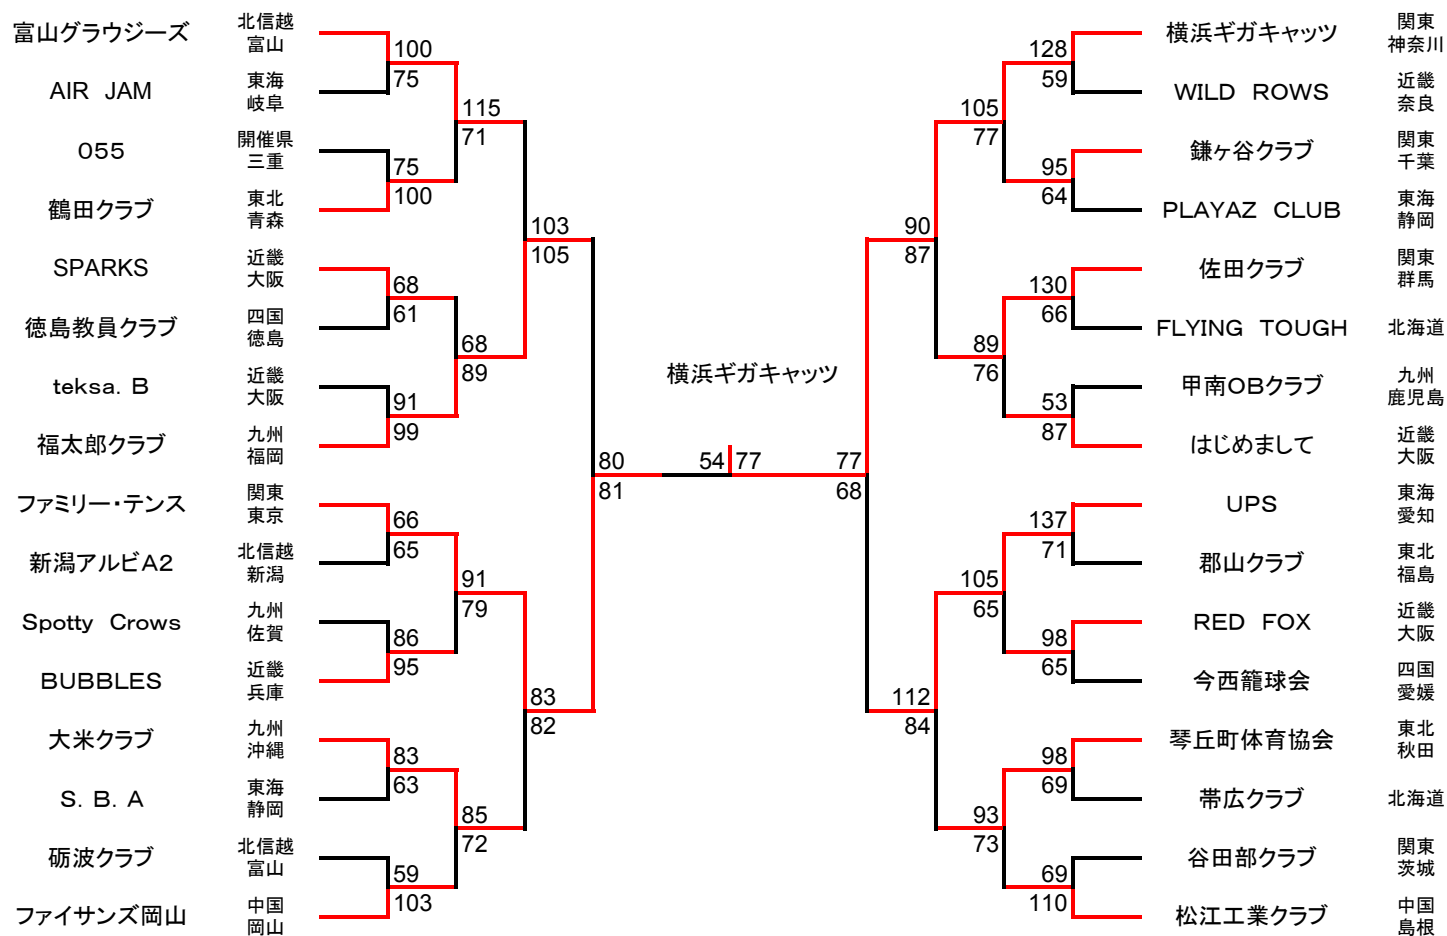 富山グラウジーズ
北信越
富山
100
75
AIR JAM
東海
岐阜
115
71
055
開催県
三重
75
100
鶴田クラブ
東北
青森
103
105
SPARKS
近畿
大阪
68
61
徳島教員クラブ
四国
徳島
68
89
teksa. B
近畿
大阪
91
99
福太郎クラブ
九州
福岡
80
81
ファミリー・テンス
関東
東京
66
65
新潟アルビA2
北信越
新潟
91
79
Spotty Crows
九州
佐賀
86
95
BUBBLES
近畿
兵庫
83
82
大米クラブ
九州
沖縄
83
63
S. B. A
東海
静岡
85
72
砺波クラブ
北信越
富山
59
103
ファイサンズ岡山
中国
岡山
横浜ギガキャッツ
54 77
横浜ギガキャッツ
関東
神奈川
128
59
WILD ROWS
近畿
奈良
105
77
鎌ヶ谷クラブ
関東
千葉
95
64
PLAYAZ CLUB
東海
静岡
90
87
佐田クラブ
関東
群馬
130
66
FLYING TOUGH
北海道
89
76
甲南OBクラブ
九州
鹿児島
53
87
はじめまして
近畿
大阪
77
68
UPS
東海
愛知
137
71
郡山クラブ
東北
福島
105
65
RED FOX
近畿
大阪
98
65
今西籠球会
四国
愛媛
112
84
琴丘町体育協会
東北
秋田
98
69
帯広クラブ
北海道
93
73
谷田部クラブ
関東
茨城
69
110
松江工業クラブ
中国
島根